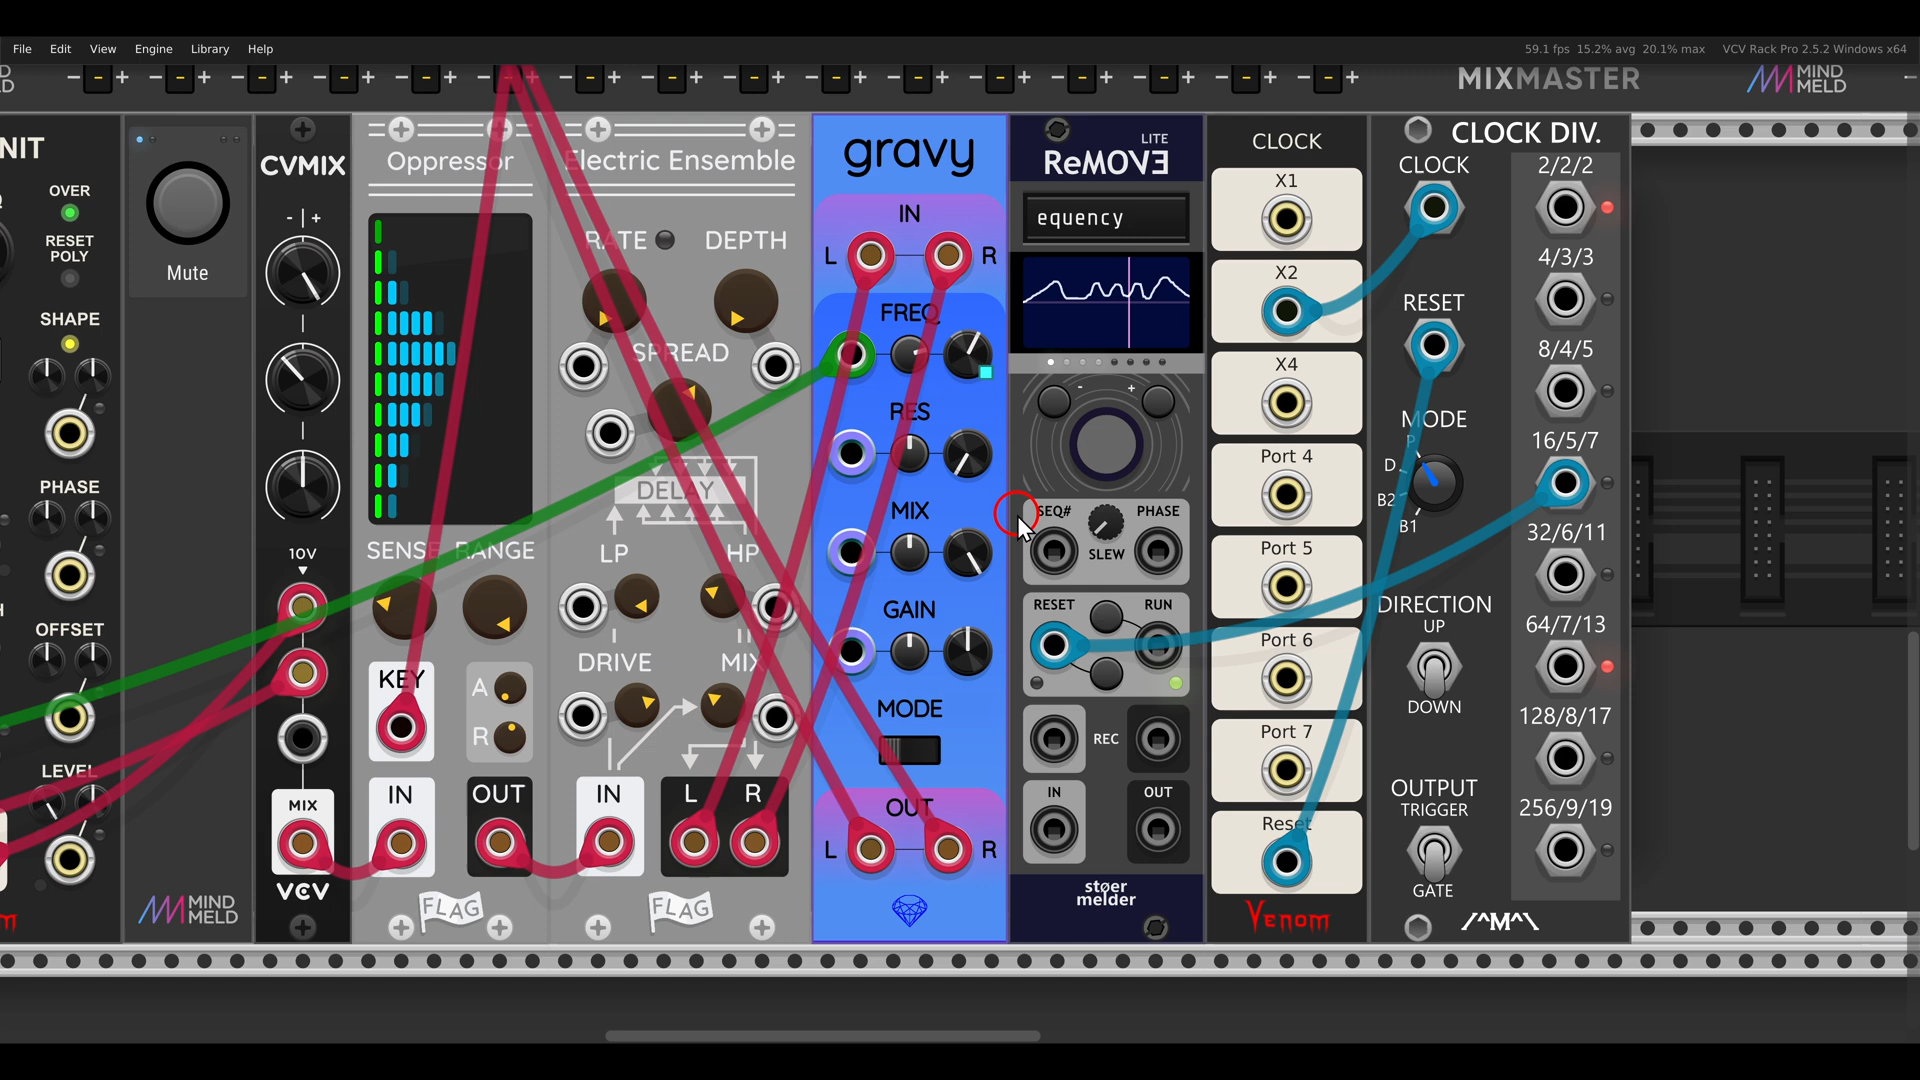 File Edit View Engine Library Help
59.1 fps 15.2% avg 20.1% max VCV Rack Pro 2.5.2 Windows x64
- + - + - + - + - + - + - + - + - + - + - + - + - + - + - + - +
MIXMASTER
MIND
MELD
NIT
OVER
RESET
POLY
SHAPE
PHASE
OFFSET
LEVEL
Mute
MIND
MELD
CVMIX
- | +
10V
MIX
VCV
Oppressor
SENSE RANGE
KEY
A
R
IN
OUT
FLAG
Electric Ensemble
RATE DEPTH
SPREAD
DELAY
LP HP
DRIVE MIX
IN
L R
FLAG
gravy
IN
L R
FREQ
RES
MIX
GAIN
MODE
OUT
L R
LITE
ReMOVE
equency
- +
SEQ# PHASE
SLEW
RESET RUN
REC
IN OUT
støer
melder
CLOCK
X1
X2
X4
Port 4
Port 5
Port 6
Port 7
Reset
Venom
CLOCK DIV.
CLOCK
RESET
MODE
P
D
B2
B1
DIRECTION
UP
DOWN
OUTPUT
TRIGGER
GATE
2/2/2
4/3/3
8/4/5
16/5/7
32/6/11
64/7/13
128/8/17
256/9/19
/^M^\